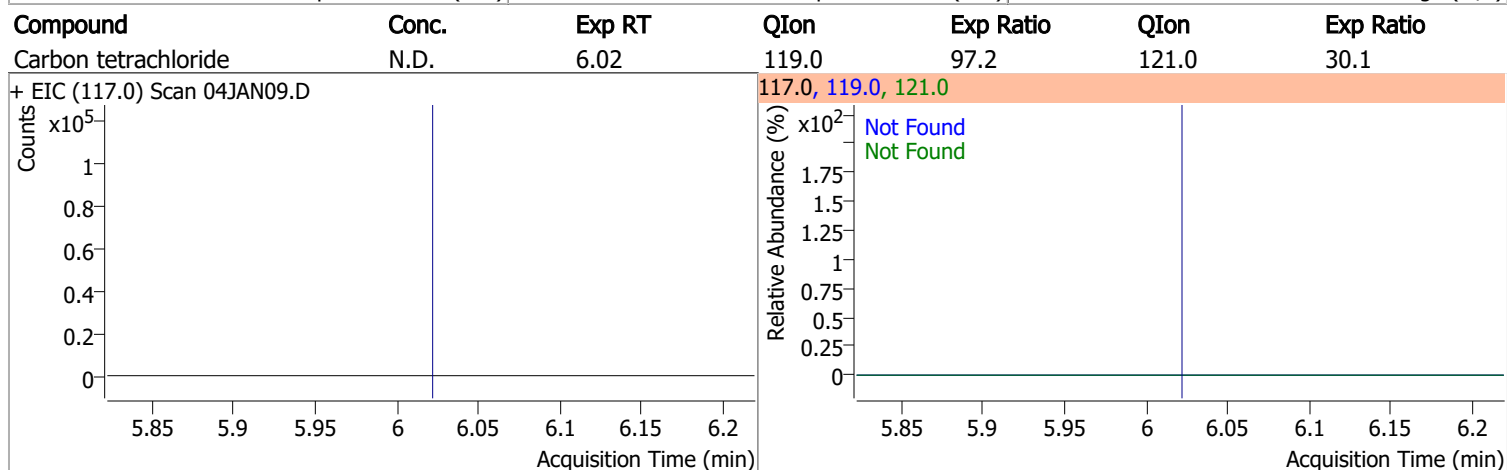 Compound Conc. Exp RT QIon Exp Ratio QIon Exp Ratio
Carbon tetrachloride N.D. 6.02 119.0 97.2 121.0 30.1
+ EIC (117.0) Scan 04JAN09.D
Counts
x10^5
1
0.8
0.6
0.4
0.2
0
5.85 5.9 5.95 6 6.05 6.1 6.15 6.2
Acquisition Time (min)
117.0, 119.0, 121.0
Relative Abundance (%)
x10^2
Not Found
Not Found
1.75
1.5
1.25
1
0.75
0.5
0.25
0
5.85 5.9 5.95 6 6.05 6.1 6.15 6.2
Acquisition Time (min)